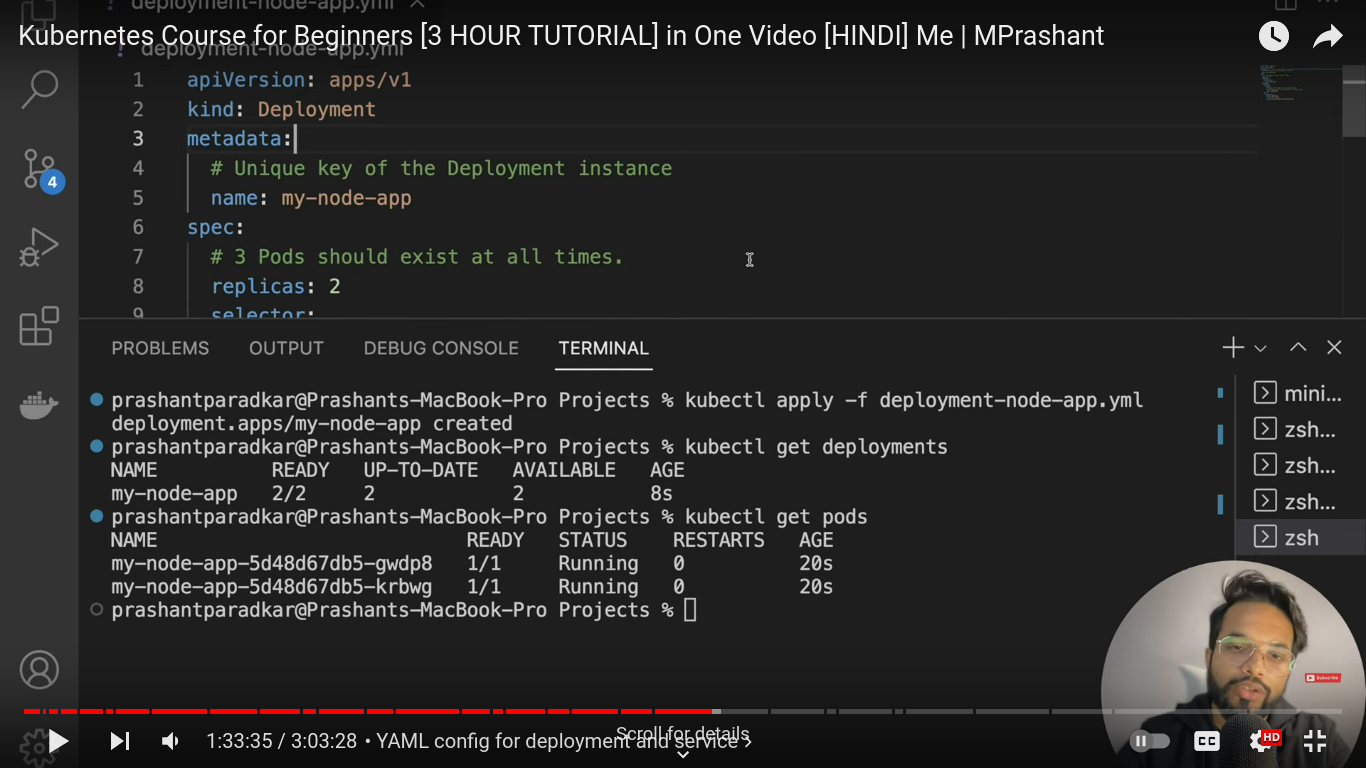 deployment-node-app.yml
Kubernetes Course for Beginners [3 HOUR TUTORIAL] in One Video [HINDI] Me | MPrashant
deployment-node-app.yml
1 apiVersion: apps/v1
2 kind: Deployment
3 metadata:
4 # Unique key of the Deployment instance
5 name: my-node-app
6 spec:
7 # 3 Pods should exist at all times.
8 replicas: 2
9 selector:
4
PROBLEMS OUTPUT DEBUG CONSOLE TERMINAL
prashantparadkar@Prashants-MacBook-Pro Projects % kubectl apply -f deployment-node-app.yml
deployment.apps/my-node-app created
prashantparadkar@Prashants-MacBook-Pro Projects % kubectl get deployments
NAME READY UP-TO-DATE AVAILABLE AGE
my-node-app 2/2 2 2 8s
prashantparadkar@Prashants-MacBook-Pro Projects % kubectl get pods
NAME READY STATUS RESTARTS AGE
my-node-app-5d48d67db5-gwdp8 1/1 Running 0 20s
my-node-app-5d48d67db5-krbwg 1/1 Running 0 20s
prashantparadkar@Prashants-MacBook-Pro Projects %
mini...
zsh...
zsh...
zsh...
zsh
Subscribe
Scroll for details
1:33:35 / 3:03:28 • YAML config for deployment and service ›
CC
HD